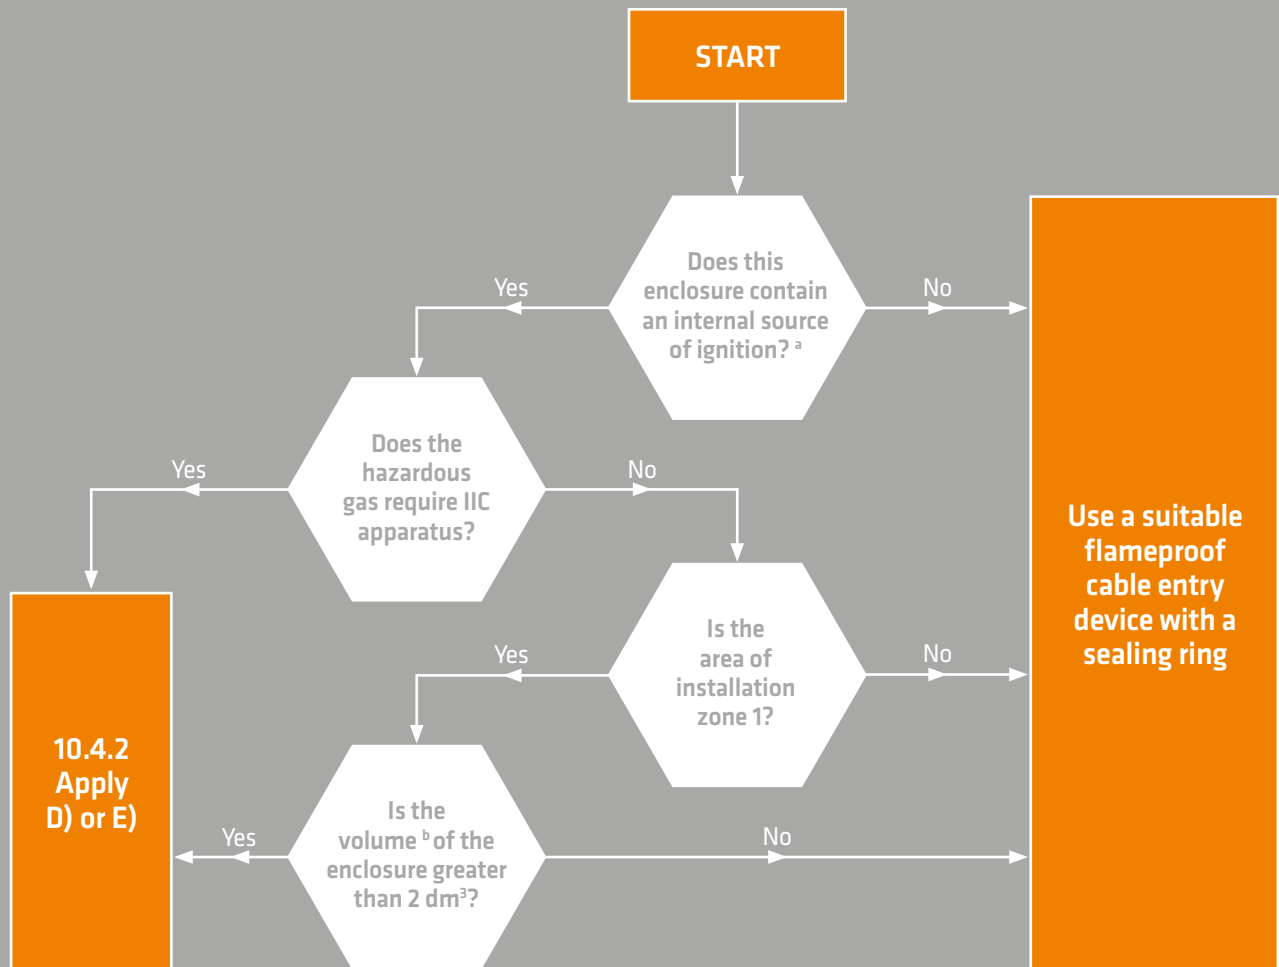 START
Does this
enclosure contain
an internal source
of ignition? ᵃ
Yes
No
Does the
hazardous
gas require IIC
apparatus?
Yes
No
Is the
area of
installation
zone 1?
Yes
No
Is the
volume ᵇ of the
enclosure greater
than 2 dm³?
Yes
No
10.4.2
Apply
D) or E)
Use a suitable
flameproof
cable entry
device with a
sealing ring